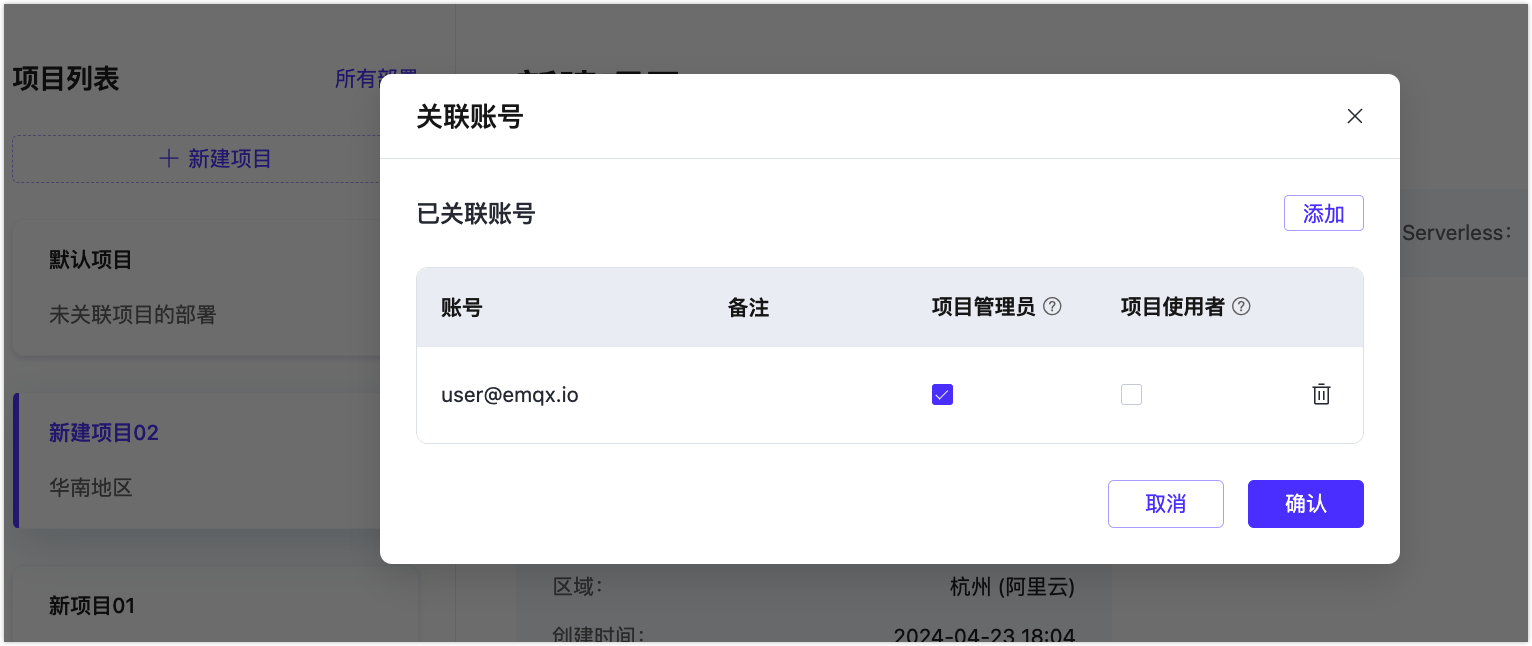 项目列表
所有部署
新建项目
默认项目
未关联项目的部署
新建项目02
华南地区
新项目01
关联账号
已关联账号
添加
账号 备注 项目管理员 项目使用者
user@emqx.io
取消 确认
Serverless:
区域: 杭州 (阿里云)
创建时间: 2024-04-23 18:04